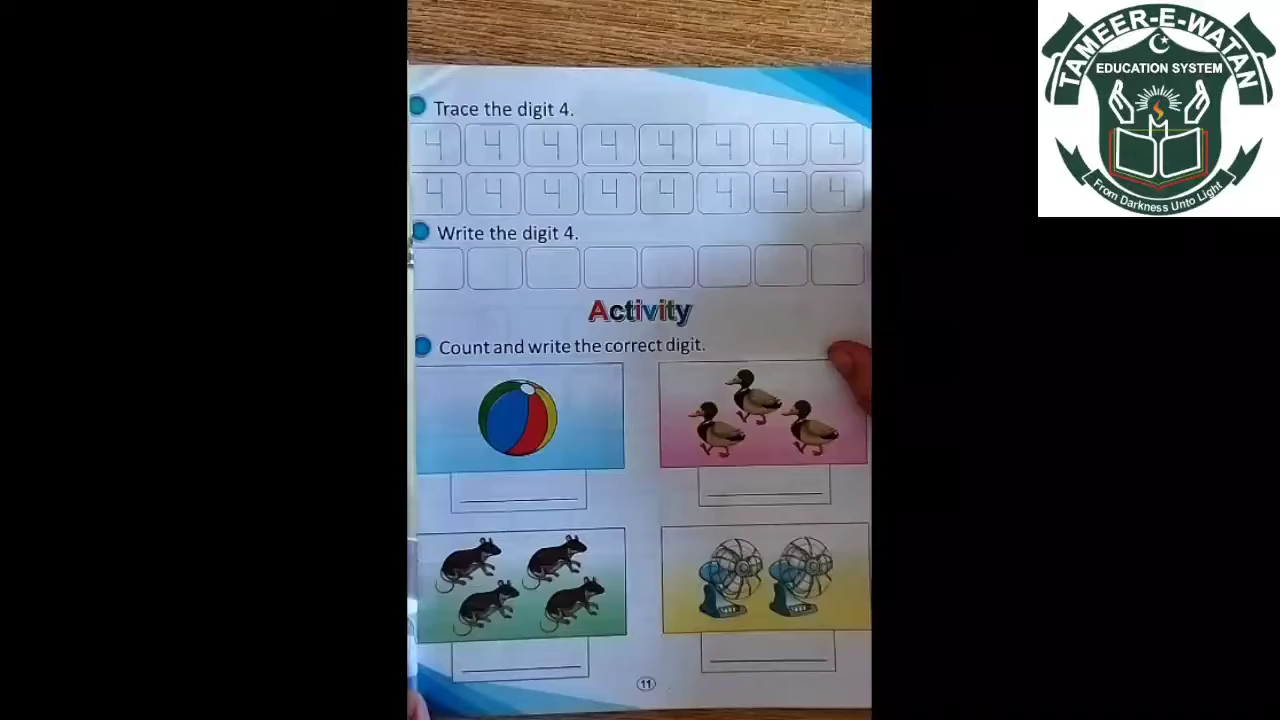 Trace the digit 4.
4 4 4 4 4 4 4 4
4 4 4 4 4 4 4 4
Write the digit 4.
Activity
Count and write the correct digit.
11
TAMEER-E-WATAN
EDUCATION SYSTEM
From Darkness Unto Light